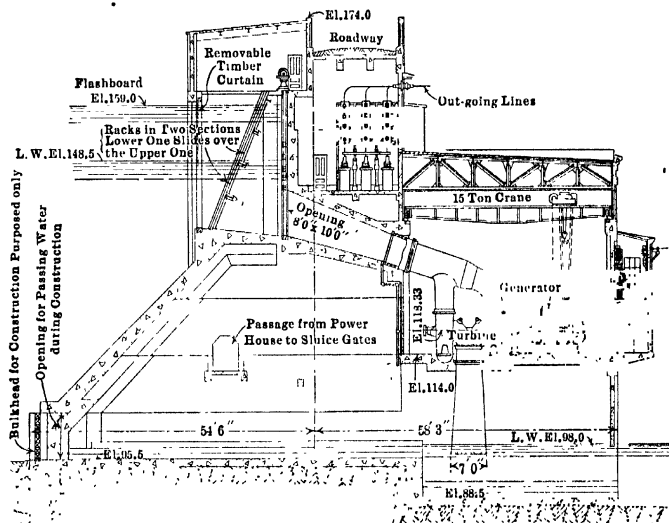 El.174.0
Roadway
Removable
Timber
Curtain
Flashboard
El.159.0
Out-going Lines
Racks in Two Sections
Lower One Slides over
the Upper One
L.W.El.148.5
15 Ton Crane
Opening
8'0"x 10'0"
Generator
El.118.33
Turbine
Passage from Power
House to Sluice Gates
El.114.0
Bulkhead for Construction Purposed only
Opening for Passing Water
during Construction
54'6"
58'3"
L.W.El.98.0
El.95.5
7'0"
El.88.5